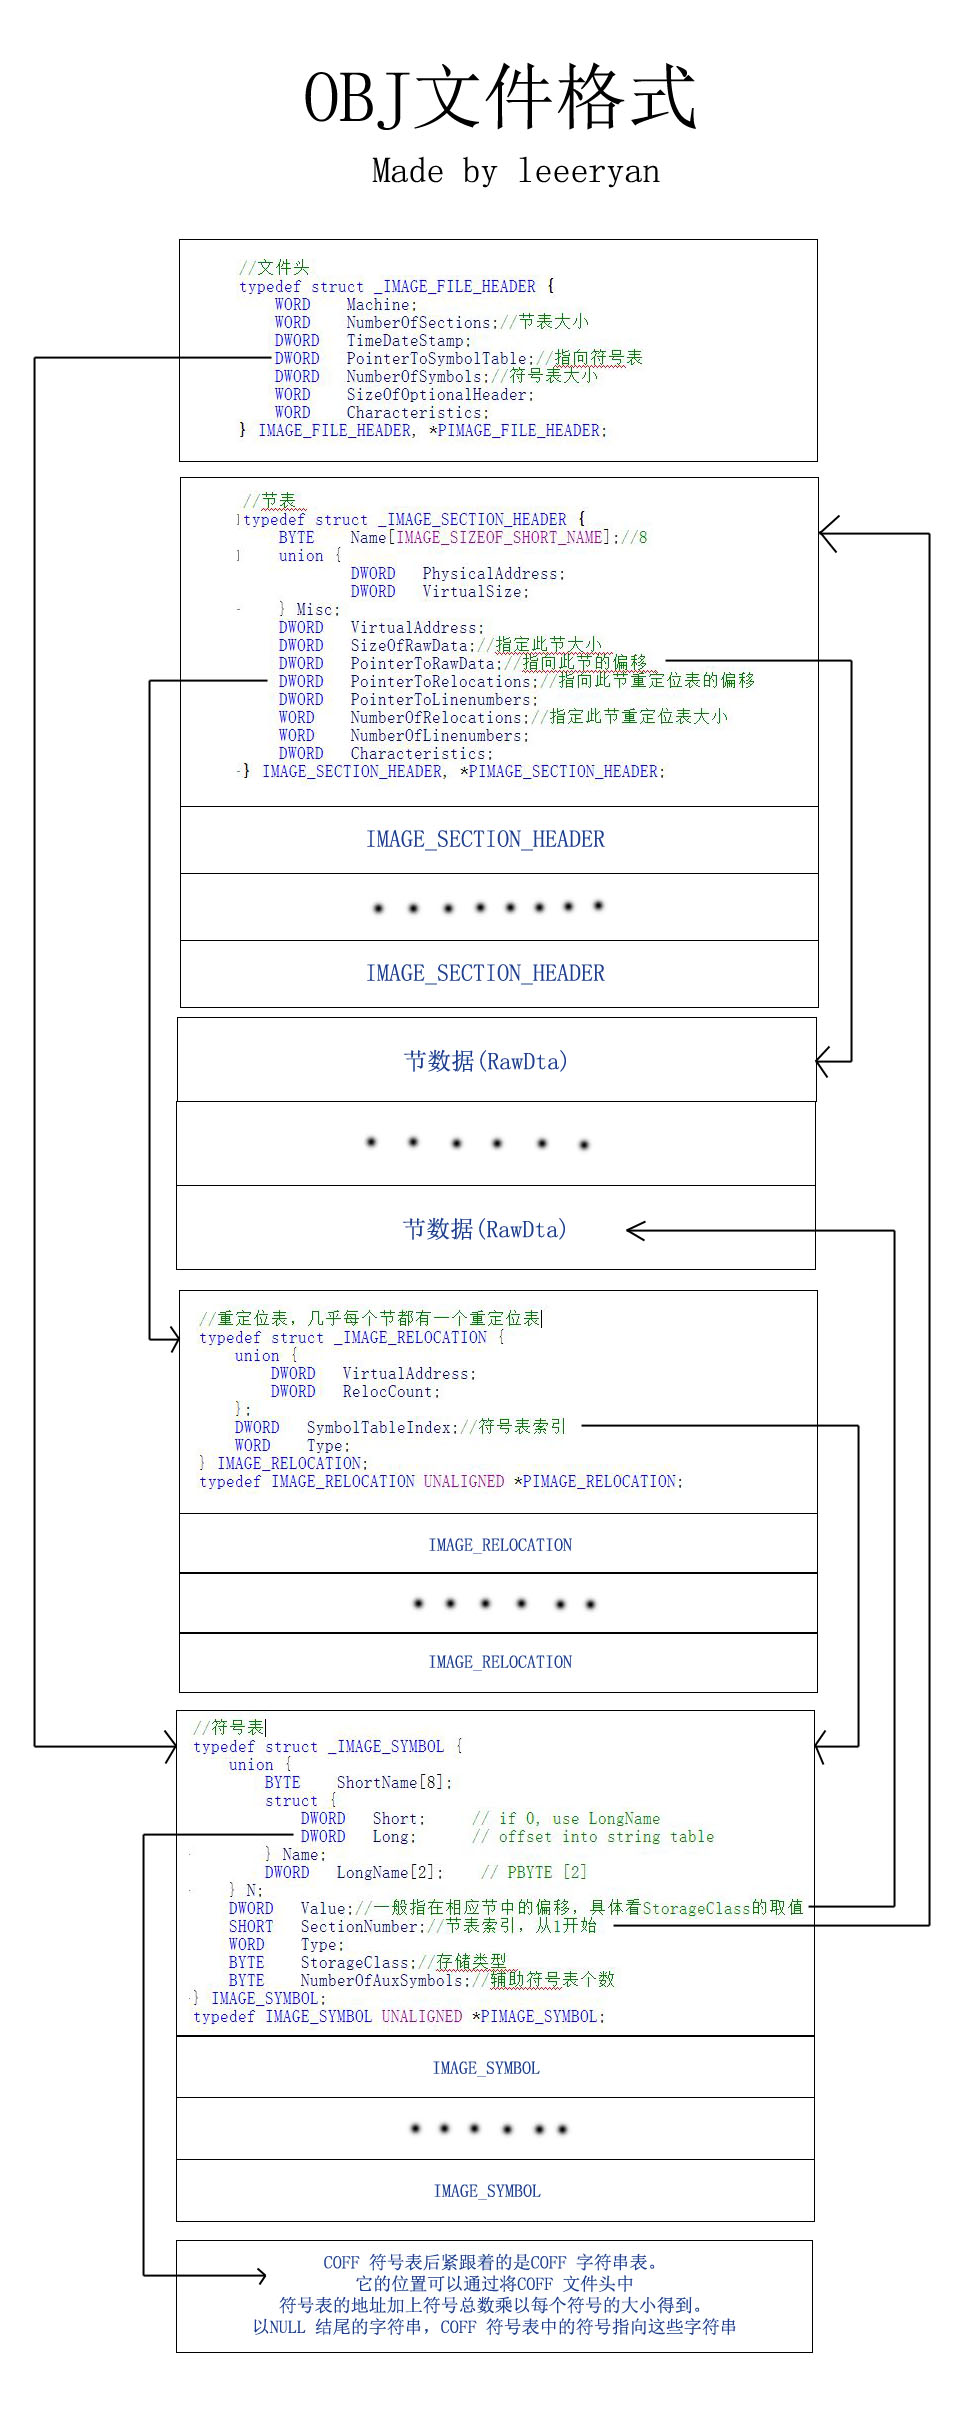 OBJ文件格式
Made by leeeryan
//文件头
typedef struct _IMAGE_FILE_HEADER {
WORD Machine;
WORD NumberOfSections;//节表大小
DWORD TimeDateStamp;
DWORD PointerToSymbolTable;//指向符号表
DWORD NumberOfSymbols;//符号表大小
WORD SizeOfOptionalHeader;
WORD Characteristics;
} IMAGE_FILE_HEADER, *PIMAGE_FILE_HEADER;
//节表
typedef struct _IMAGE_SECTION_HEADER {
BYTE Name[IMAGE_SIZEOF_SHORT_NAME];//8
union {
DWORD PhysicalAddress;
DWORD VirtualSize;
} Misc;
DWORD VirtualAddress;
DWORD SizeOfRawData;//指定此节大小
DWORD PointerToRawData;//指向此节的偏移
DWORD PointerToRelocations;//指向此节重定位表的偏移
DWORD PointerToLinenumbers;
WORD NumberOfRelocations;//指定此节重定位表大小
WORD NumberOfLinenumbers;
DWORD Characteristics;
} IMAGE_SECTION_HEADER, *PIMAGE_SECTION_HEADER;
IMAGE_SECTION_HEADER
IMAGE_SECTION_HEADER
节数据(RawDta)
节数据(RawDta)
//重定位表，几乎每个节都有一个重定位表
typedef struct _IMAGE_RELOCATION {
union {
DWORD VirtualAddress;
DWORD RelocCount;
};
DWORD SymbolTableIndex;//符号表索引
WORD Type;
} IMAGE_RELOCATION;
typedef IMAGE_RELOCATION UNALIGNED *PIMAGE_RELOCATION;
IMAGE_RELOCATION
IMAGE_RELOCATION
//符号表
typedef struct _IMAGE_SYMBOL {
union {
BYTE ShortName[8];
struct {
DWORD Short; // if 0, use LongName
DWORD Long; // offset into string table
} Name;
DWORD LongName[2]; // PBYTE [2]
} N;
DWORD Value;//一般指在相应节中的偏移，具体看StorageClass的取值
SHORT SectionNumber;//节表索引，从1开始
WORD Type;
BYTE StorageClass;//存储类型
BYTE NumberOfAuxSymbols;//辅助符号表个数
} IMAGE_SYMBOL;
typedef IMAGE_SYMBOL UNALIGNED *PIMAGE_SYMBOL;
IMAGE_SYMBOL
IMAGE_SYMBOL
COFF 符号表后紧跟着的是COFF 字符串表。
它的位置可以通过将COFF 文件头中
符号表的地址加上符号总数乘以每个符号的大小得到。
以NULL 结尾的字符串，COFF 符号表中的符号指向这些字符串